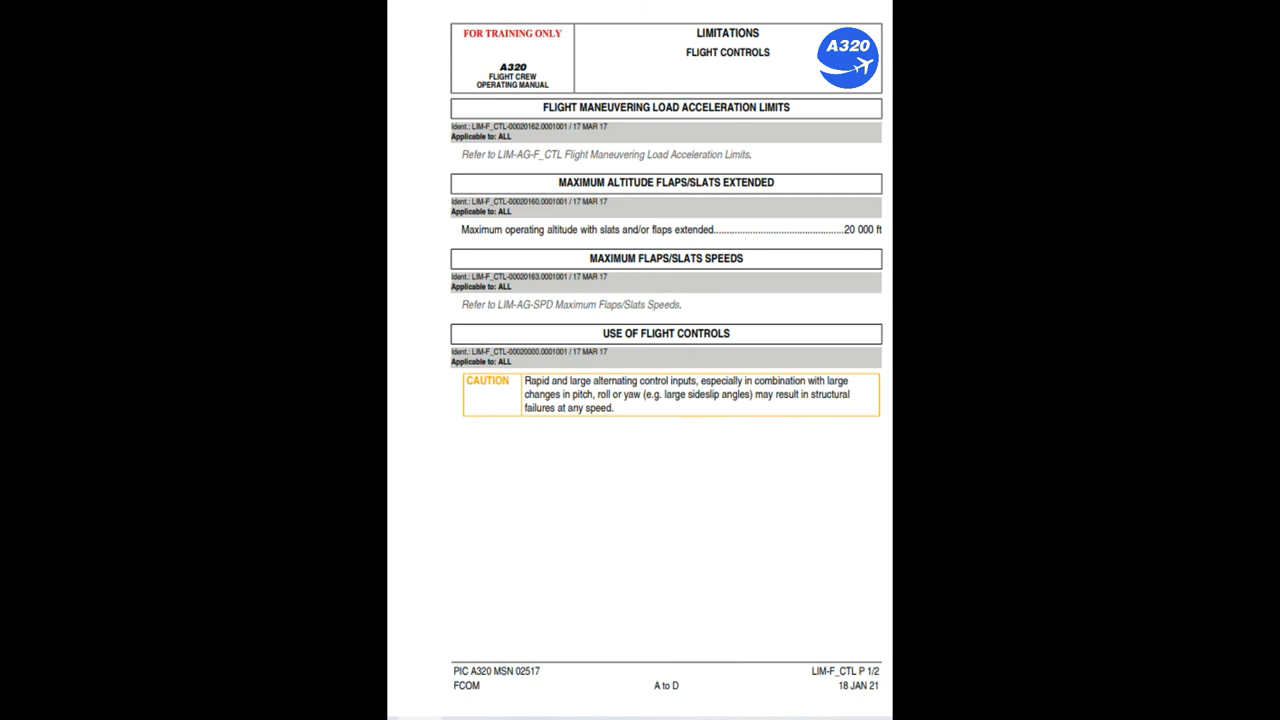 FOR TRAINING ONLY
A320
FLIGHT CREW
OPERATING MANUAL
LIMITATIONS
FLIGHT CONTROLS
A320
FLIGHT MANEUVERING LOAD ACCELERATION LIMITS
Ident.: LIM-F_CTL-00020162.0001001 / 17 MAR 17
Applicable to: ALL
Refer to LIM-AG-F_CTL Flight Maneuvering Load Acceleration Limits.
MAXIMUM ALTITUDE FLAPS/SLATS EXTENDED
Ident.: LIM-F_CTL-00020160.0001001 / 17 MAR 17
Applicable to: ALL
Maximum operating altitude with slats and/or flaps extended................................................20 000 ft
MAXIMUM FLAPS/SLATS SPEEDS
Ident.: LIM-F_CTL-00020163.0001001 / 17 MAR 17
Applicable to: ALL
Refer to LIM-AG-SPD Maximum Flaps/Slats Speeds.
USE OF FLIGHT CONTROLS
Ident.: LIM-F_CTL-00020000.0001001 / 17 MAR 17
Applicable to: ALL
CAUTION Rapid and large alternating control inputs, especially in combination with large
changes in pitch, roll or yaw (e.g. large sideslip angles) may result in structural
failures at any speed.
PIC A320 MSN 02517 LIM-F_CTL P 1/2
FCOM A to D 18 JAN 21